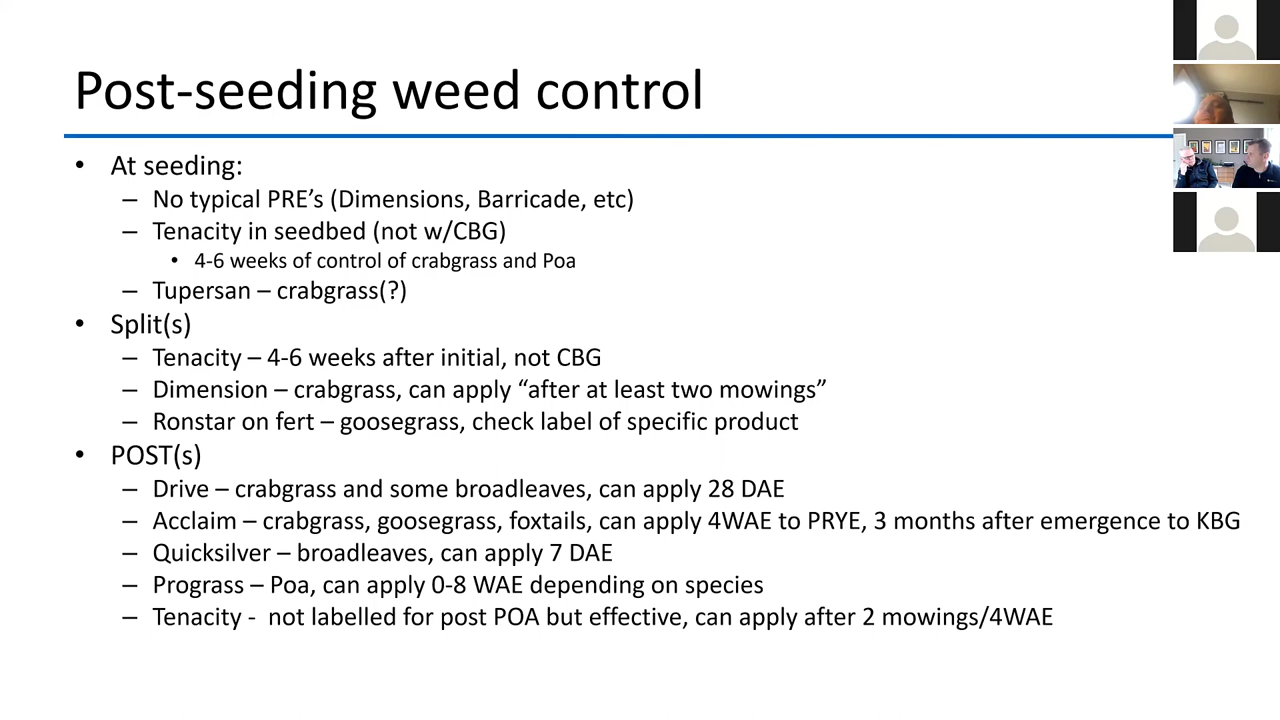 Post-seeding weed control
• At seeding:
– No typical PRE's (Dimensions, Barricade, etc)
– Tenacity in seedbed (not w/CBG)
• 4-6 weeks of control of crabgrass and Poa
– Tupersan – crabgrass(?)
• Split(s)
– Tenacity – 4-6 weeks after initial, not CBG
– Dimension – crabgrass, can apply “after at least two mowings”
– Ronstar on fert – goosegrass, check label of specific product
• POST(s)
– Drive – crabgrass and some broadleaves, can apply 28 DAE
– Acclaim – crabgrass, goosegrass, foxtails, can apply 4WAE to PRYE, 3 months after emergence to KBG
– Quicksilver – broadleaves, can apply 7 DAE
– Prograss – Poa, can apply 0-8 WAE depending on species
– Tenacity -  not labelled for post POA but effective, can apply after 2 mowings/4WAE